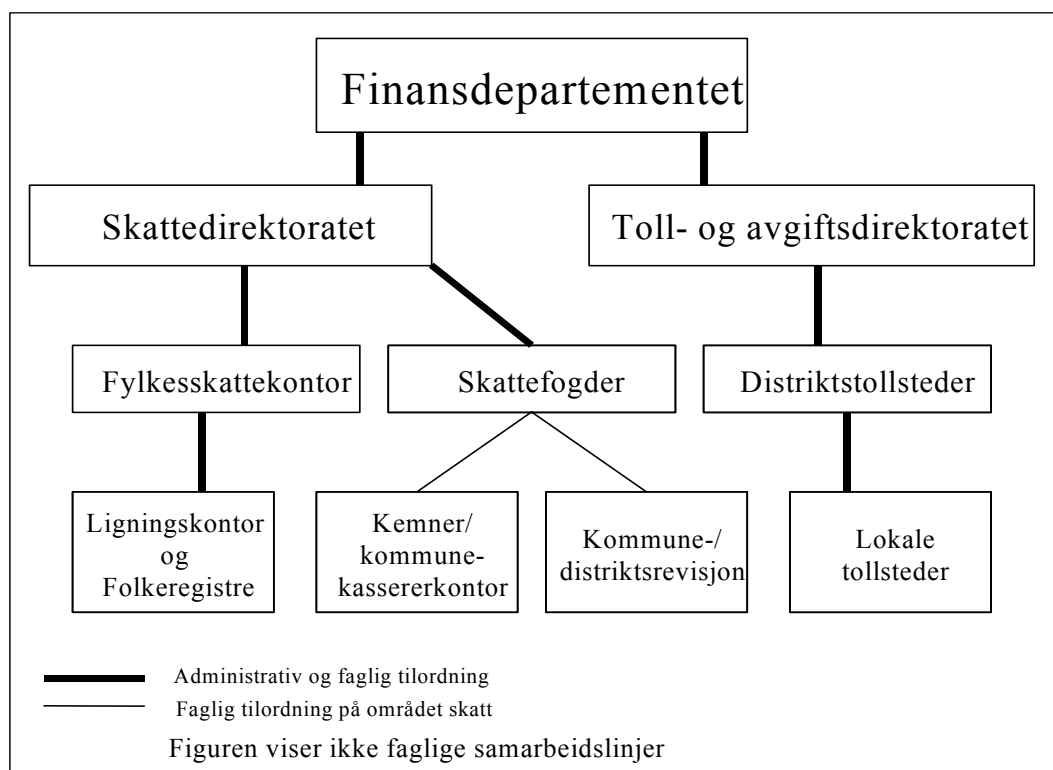 Finansdepartementet
Skattedirektoratet
Toll- og avgiftsdirektoratet
Fylkesskattekontor
Skattefogder
Distriktstollsteder
Ligningskontor
og
Folkeregistre
Kemner/
kommune-
kassererkontor
Kommune-/
distriktsrevisjon
Lokale
tollsteder
Administrativ og faglig tilordning
Faglig tilordning på området skatt
Figuren viser ikke faglige samarbeidslinjer